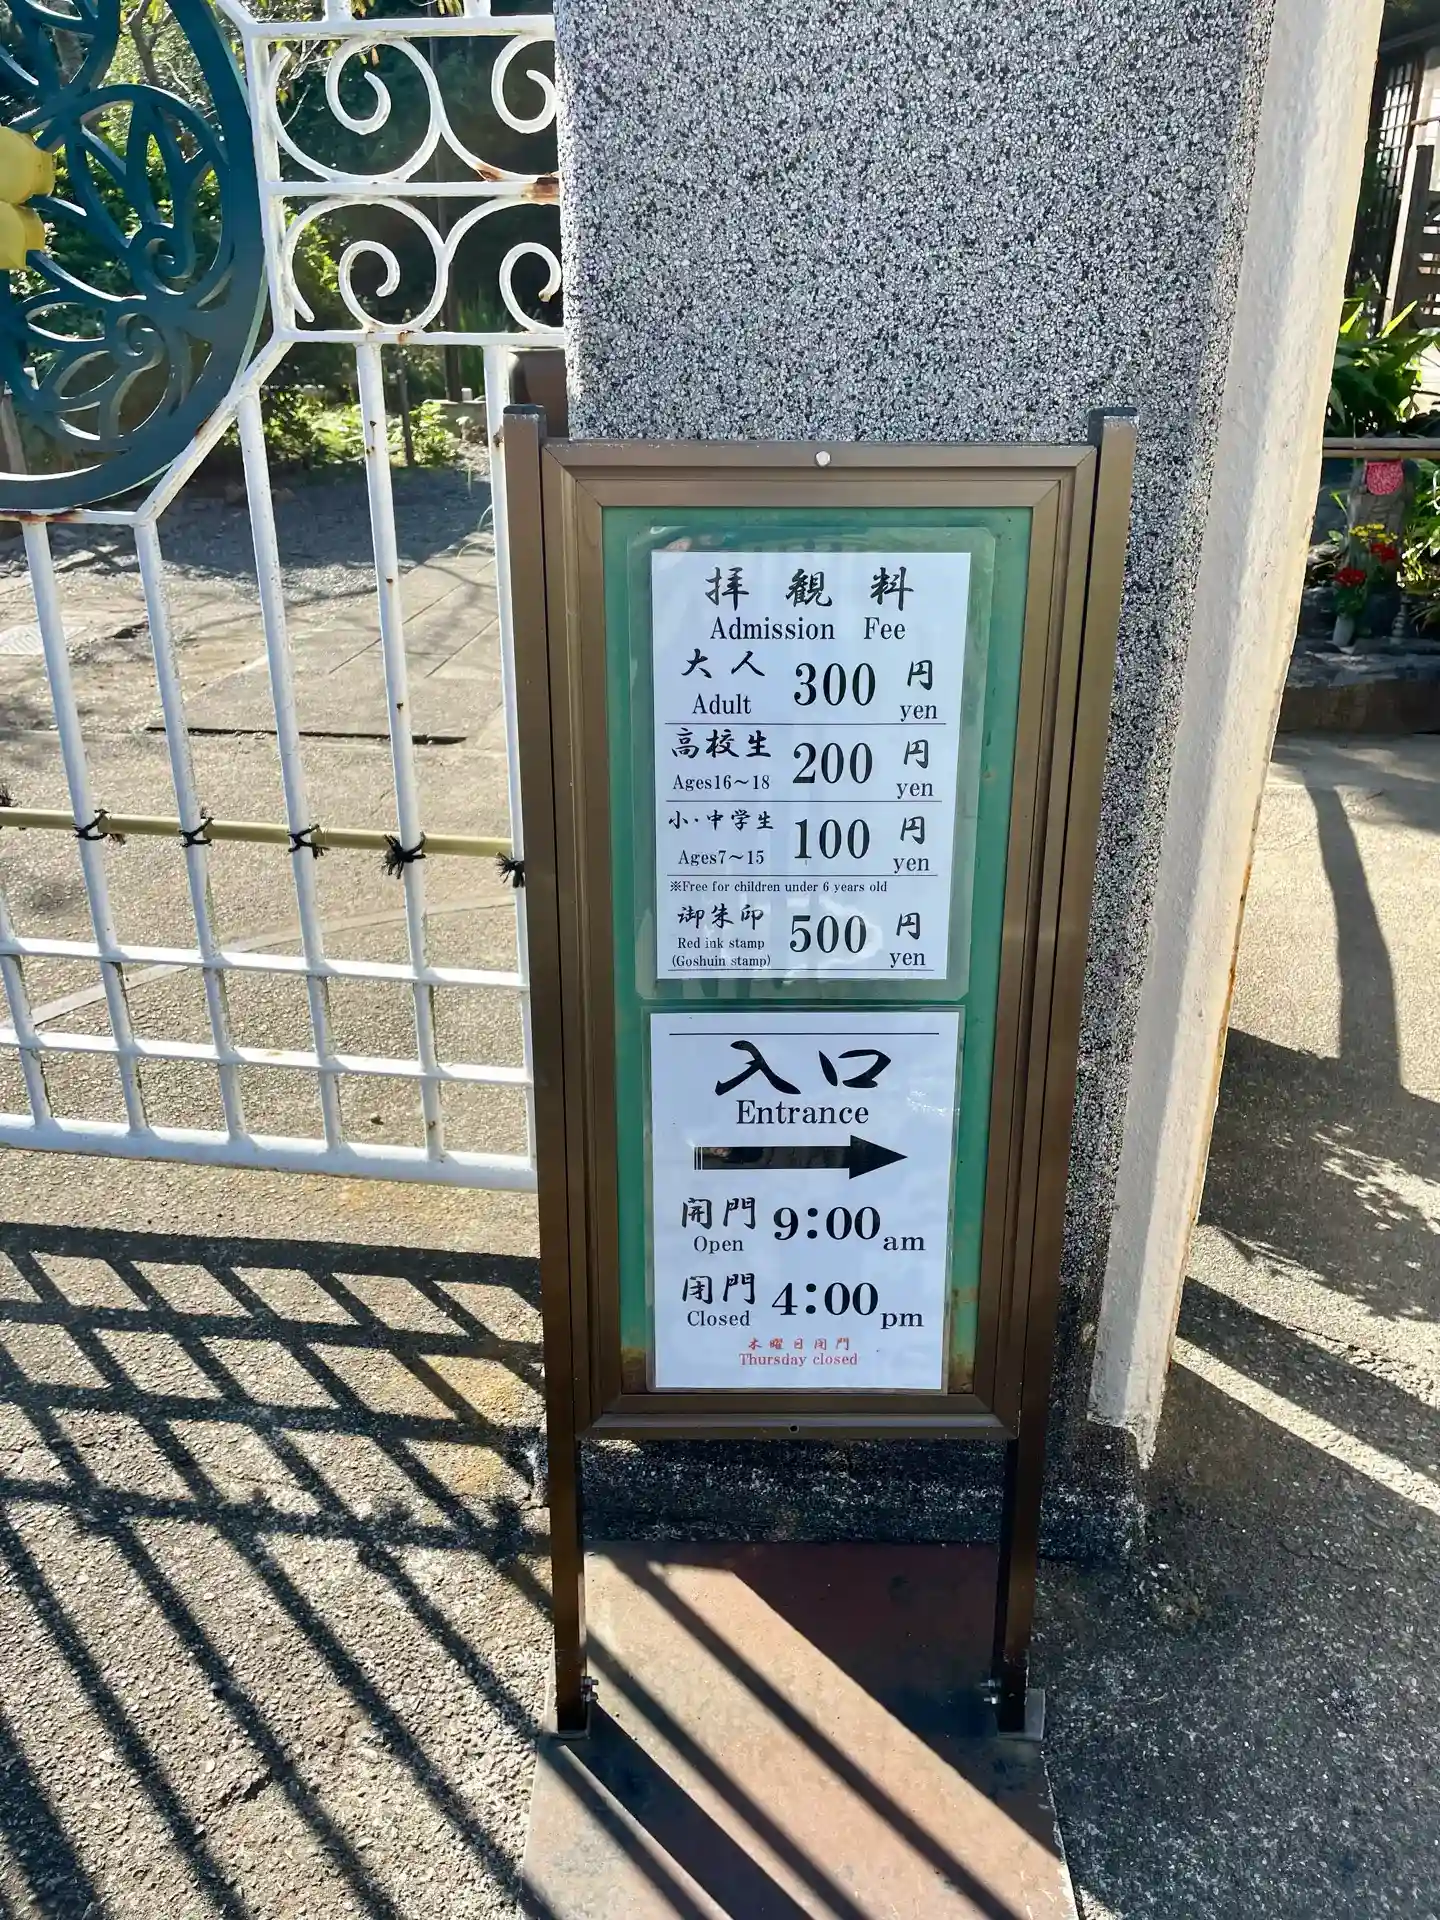 拝観料
Admission Fee
大人 300 円
Adult yen
高校生 200 円
Ages16～18 yen
小・中学生 100 円
Ages7～15 yen
※Free for children under 6 years old
御朱印 500 円
Red ink stamp
(Goshuin stamp) yen
入口
Entrance
開門 9:00 am
Open
閉門 4:00 pm
Closed
木曜日閉門
Thursday closed